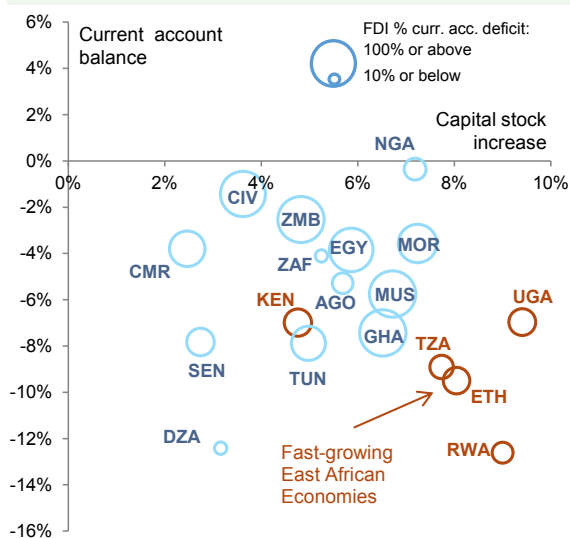 6%
4%
2%
0%
-2%
-4%
-6%
-8%
-10%
-12%
-14%
-16%
Current account
balance
FDI % curr. acc. deficit:
100% or above
10% or below
Capital stock
increase
0%
2%
4%
6%
8%
10%
NGA
CIV
ZMB
EGY
MOR
CMR
ZAF
AGO
MUS
KEN
UGA
GHA
TZA
SEN
TUN
ETH
DZA
RWA
Fast-growing
East African
Economies